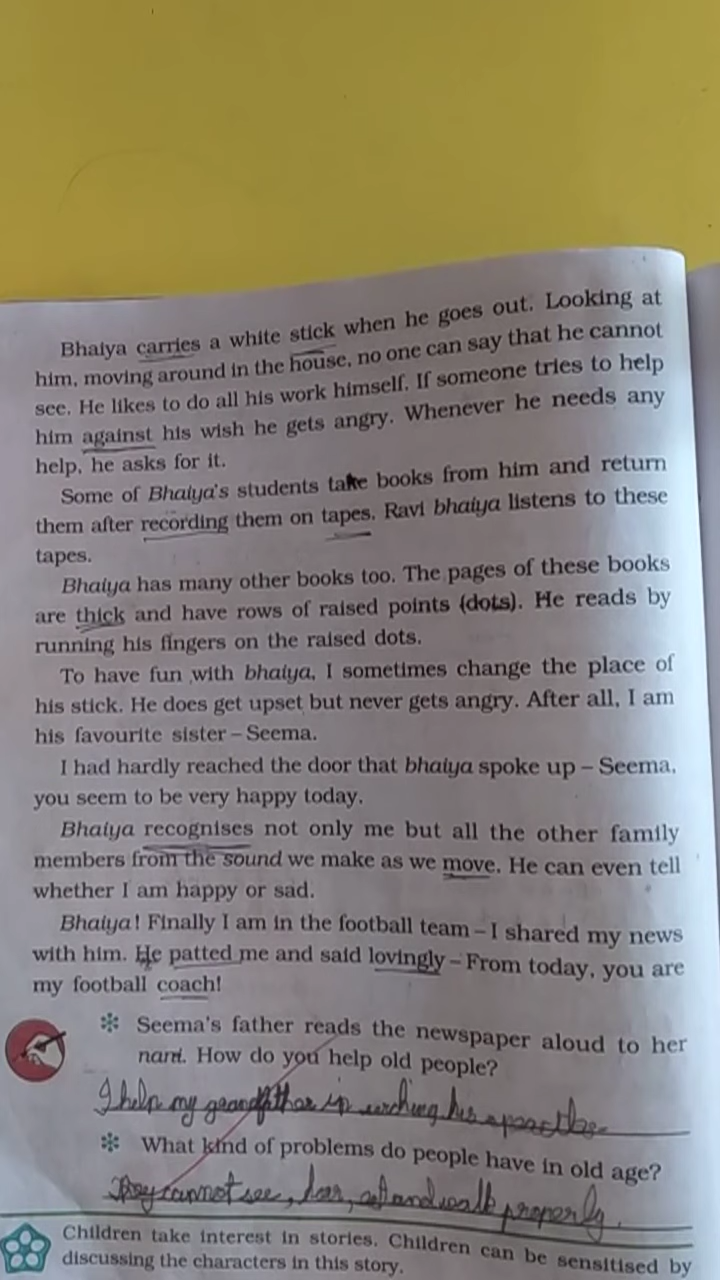 Bhaiya carries a white stick when he goes out. Looking at
him, moving around in the house, no one can say that he cannot
see. He likes to do all his work himself. If someone tries to help
him against his wish he gets angry. Whenever he needs any
help, he asks for it.
Some of Bhaiya's students take books from him and return
them after recording them on tapes. Ravi bhaiya listens to these
tapes.
Bhaiya has many other books too. The pages of these books
are thick and have rows of raised points (dots). He reads by
running his fingers on the raised dots.
To have fun with bhaiya, I sometimes change the place of
his stick. He does get upset but never gets angry. After all, I am
his favourite sister – Seema.
I had hardly reached the door that bhaiya spoke up – Seema,
you seem to be very happy today.
Bhaiya recognises not only me but all the other family
members from the sound we make as we move. He can even tell
whether I am happy or sad.
Bhaiya! Finally I am in the football team – I shared my news
with him. He patted me and said lovingly – From today, you are
my football coach!
Seema's father reads the newspaper aloud to her
nani. How do you help old people?
I help my in his
What kind of problems do people have in old age?
They cannot see, hear, and walk properly.
Children take interest in stories. Children can be sensitised by
discussing the characters in this story.